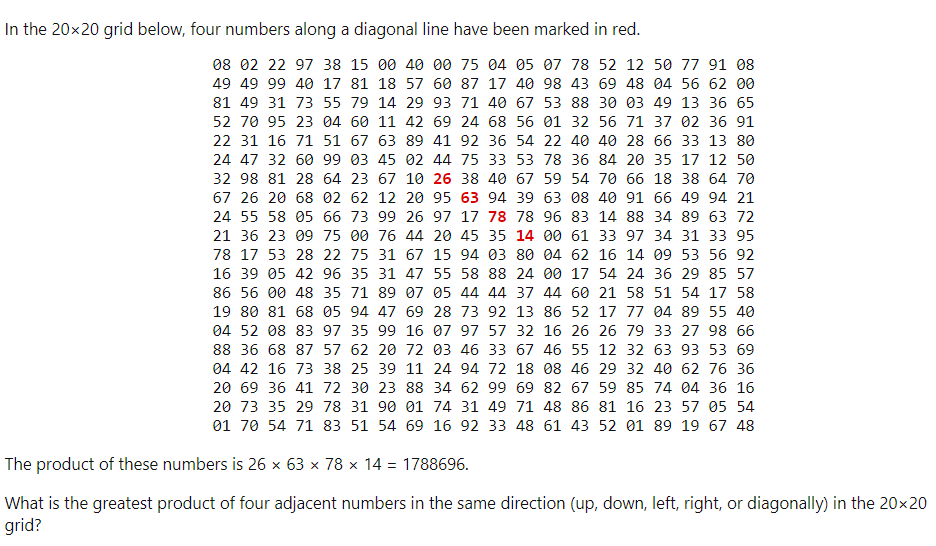 In the 20×20 grid below, four numbers along a diagonal line have been marked in red.
08 02 22 97 38 15 00 40 00 75 04 05 07 78 52 12 50 77 91 08
49 49 99 40 17 81 18 57 60 87 17 40 98 43 69 48 04 56 62 00
81 49 31 73 55 79 14 29 93 71 40 67 53 88 30 03 49 13 36 65
52 70 95 23 04 60 11 42 69 24 68 56 01 32 56 71 37 02 36 91
22 31 16 71 51 67 63 89 41 92 36 54 22 40 40 28 66 33 13 80
24 47 32 60 99 03 45 02 44 75 33 53 78 36 84 20 35 17 12 50
32 98 81 28 64 23 67 10 26 38 40 67 59 54 70 66 18 38 64 70
67 26 20 68 02 62 12 20 95 63 94 39 63 08 40 91 66 49 94 21
24 55 58 05 66 73 99 26 97 17 78 78 96 83 14 88 34 89 63 72
21 36 23 09 75 00 76 44 20 45 35 14 00 61 33 97 34 31 33 95
78 17 53 28 22 75 31 67 15 94 03 80 04 62 16 14 09 53 56 92
16 39 05 42 96 35 31 47 55 58 88 24 00 17 54 24 36 29 85 57
86 56 00 48 35 71 89 07 05 44 44 37 44 60 21 58 51 54 17 58
19 80 81 68 05 94 47 69 28 73 92 13 86 52 17 77 04 89 55 40
04 52 08 83 97 35 99 16 07 97 57 32 16 26 26 79 33 27 98 66
88 36 68 87 57 62 20 72 03 46 33 67 46 55 12 32 63 93 53 69
04 42 16 73 38 25 39 11 24 94 72 18 08 46 29 32 40 62 76 36
20 69 36 41 72 30 23 88 34 62 99 69 82 67 59 85 74 04 36 16
20 73 35 29 78 31 90 01 74 31 49 71 48 86 81 16 23 57 05 54
01 70 54 71 83 51 54 69 16 92 33 48 61 43 52 01 89 19 67 48
The product of these numbers is 26 × 63 × 78 × 14 = 1788696.
What is the greatest product of four adjacent numbers in the same direction (up, down, left, right, or diagonally) in the 20×20
grid?